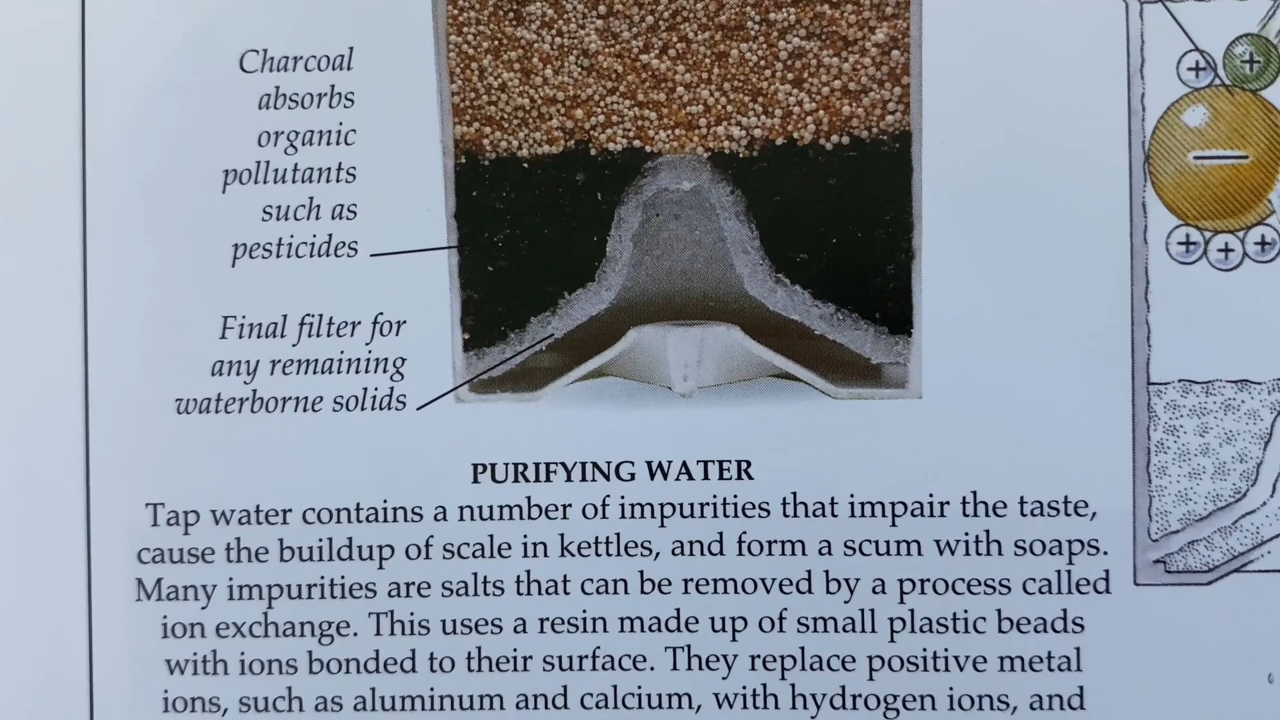 Charcoal
absorbs
organic
pollutants
such as
pesticides
Final filter for
any remaining
waterborne solids
PURIFYING WATER
Tap water contains a number of impurities that impair the taste,
cause the buildup of scale in kettles, and form a scum with soaps.
Many impurities are salts that can be removed by a process called
ion exchange. This uses a resin made up of small plastic beads
with ions bonded to their surface. They replace positive metal
ions, such as aluminum and calcium, with hydrogen ions, and
+
+
−
+
+
+